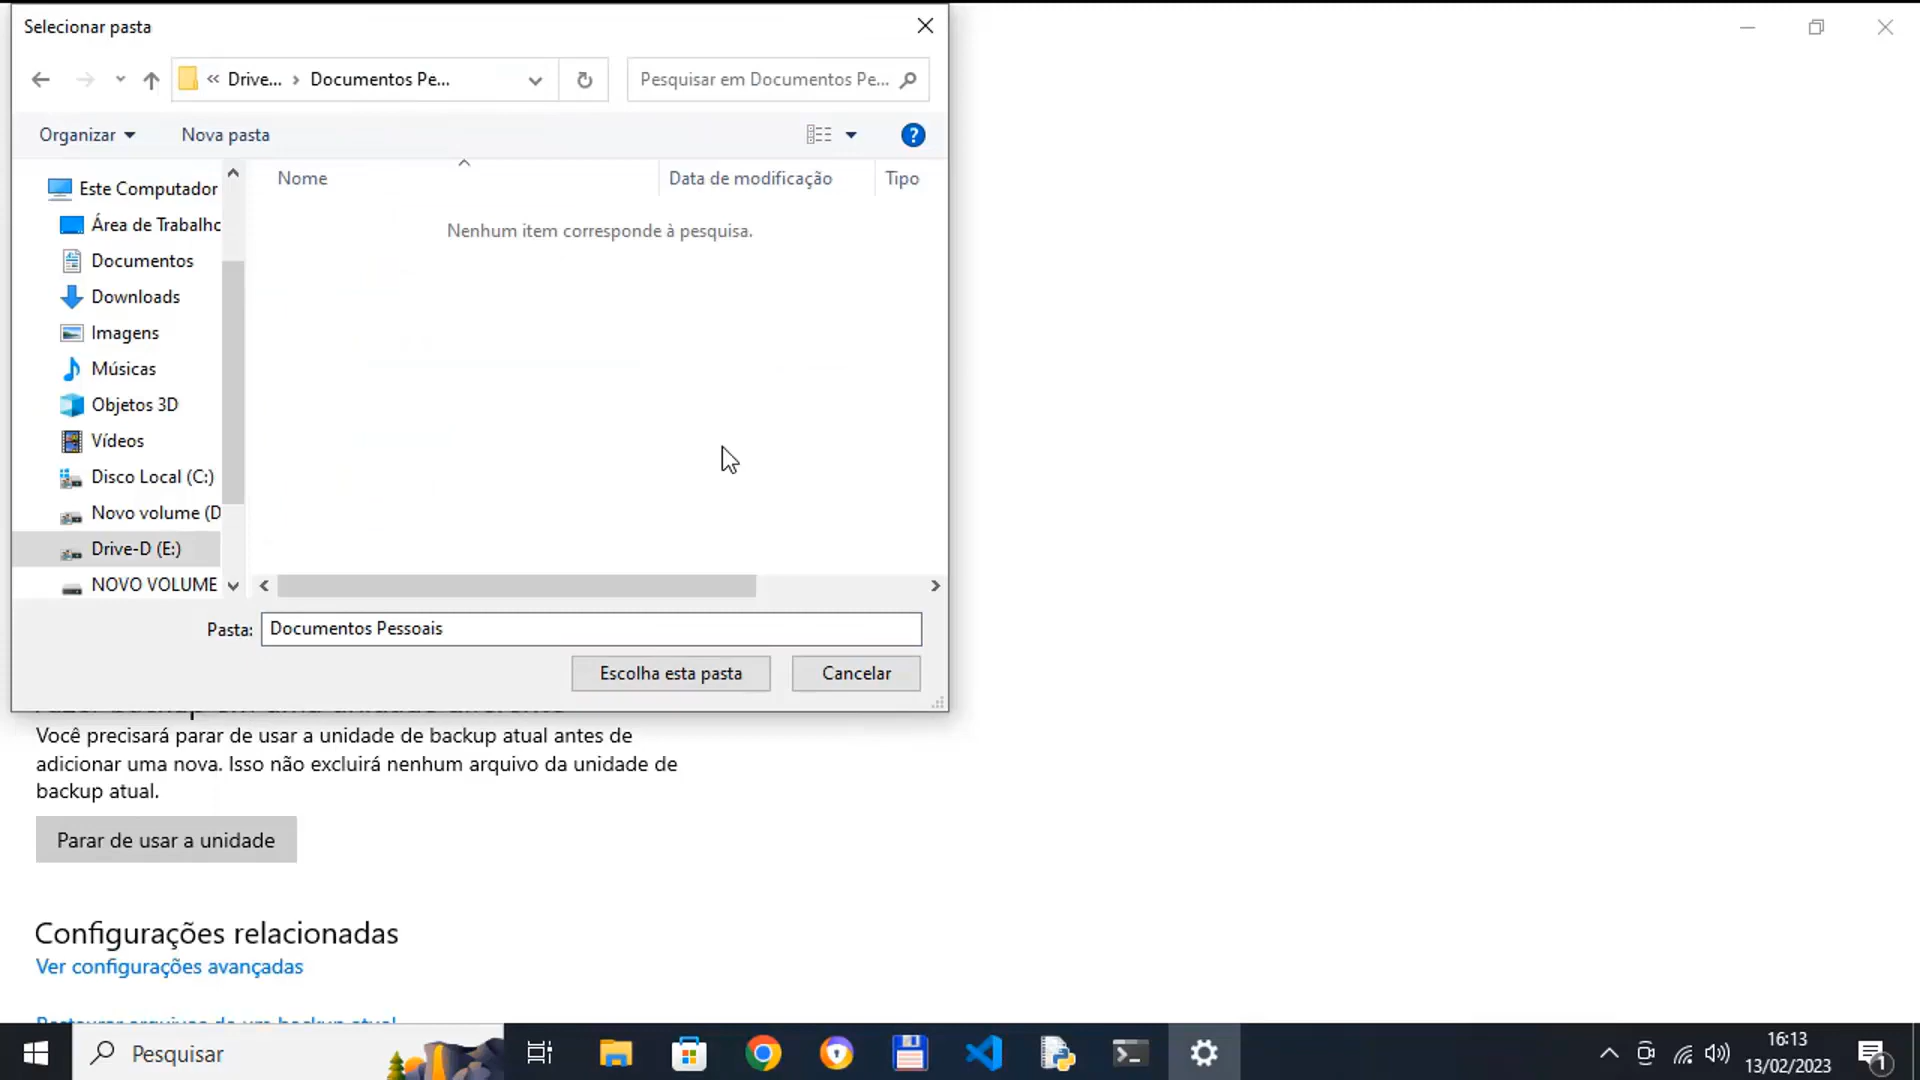 Selecionar pasta
« Drive... › Documentos Pe...
Pesquisar em Documentos Pe...
Organizar
Nova pasta
?
Nome
Data de modificação
Tipo
Nenhum item corresponde à pesquisa.
Este Computador
Área de Trabalho
Documentos
Downloads
Imagens
Músicas
Objetos 3D
Vídeos
Disco Local (C:)
Novo volume (D
Drive-D (E:)
NOVO VOLUME
Pasta:
Documentos Pessoais
Escolha esta pasta
Cancelar
Você precisará parar de usar a unidade de backup atual antes de
adicionar uma nova. Isso não excluirá nenhum arquivo da unidade de
backup atual.
Parar de usar a unidade
Configurações relacionadas
Ver configurações avançadas
Pesquisar
16:13
13/02/2023
1